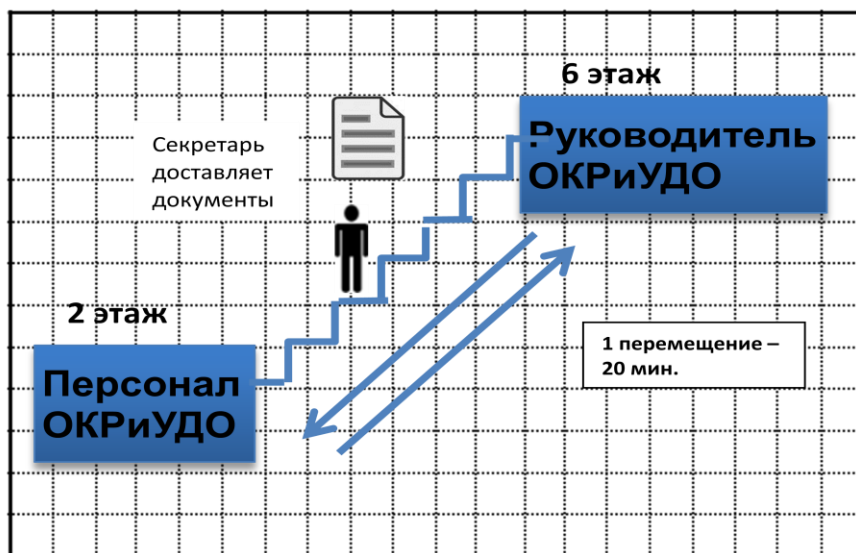 6 этаж
Руководитель
ОКРиУДО
Секретарь
доставляет
документы
2 этаж
Персонал
ОКРиУДО
1 перемещение –
20 мин.